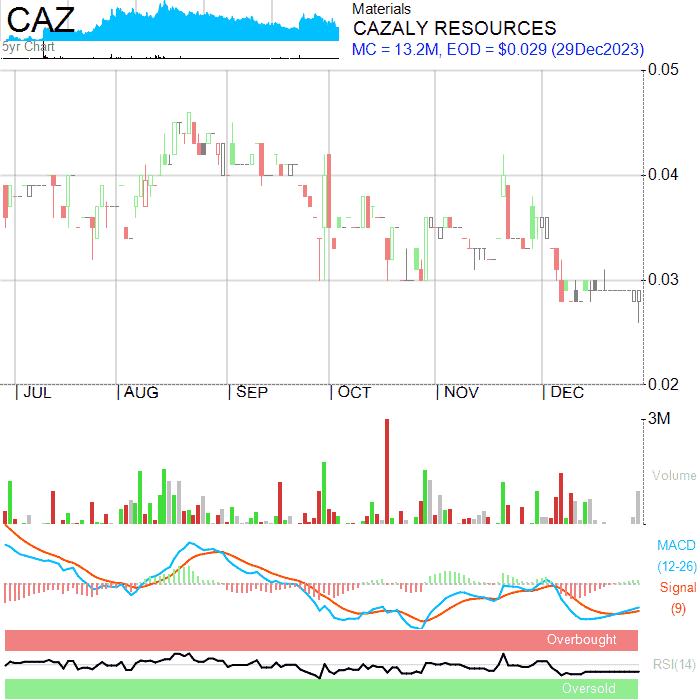 CAZ
5yr Chart
Materials
CAZALY RESOURCES
MC = 13.2M, EOD = $0.029 (29Dec2023)
0.05
0.04
0.03
0.02
|JUL |AUG |SEP |OCT |NOV |DEC
3M
Volume
MACD
(12-26)
Signal
(9)
Overbought
RSI(14)
Oversold